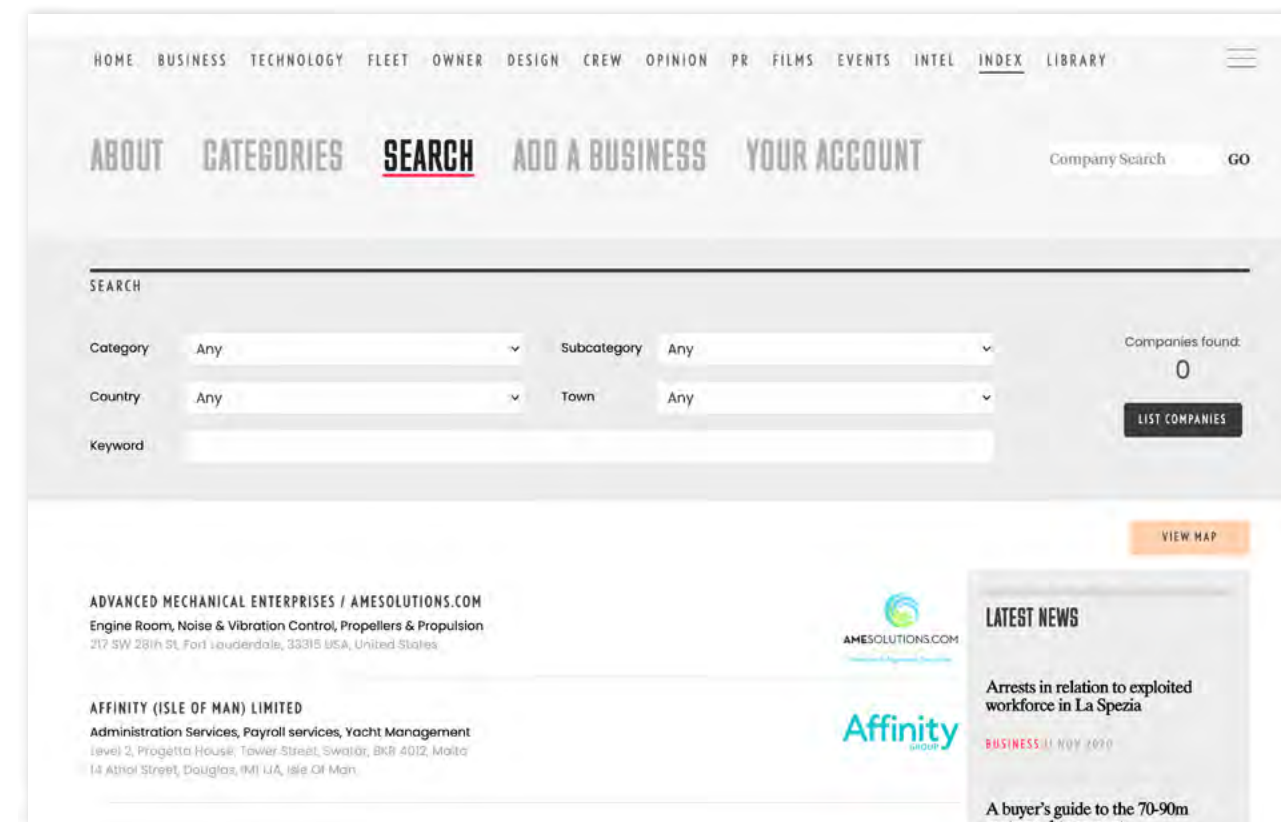 HOME BUSINESS TECHNOLOGY FLEET OWNER DESIGN CREW OPINION PR FILMS EVENTS INTEL INDEX LIBRARY
ABOUT CATEGORIES SEARCH ADD A BUSINESS YOUR ACCOUNT
Company Search GO
SEARCH
Category Any Subcategory Any
Country Any Town Any
Keyword
Companies found:
0
LIST COMPANIES
VIEW MAP
ADVANCED MECHANICAL ENTERPRISES / AMESOLUTIONS.COM
Engine Room, Noise & Vibration Control, Propellers & Propulsion
217 SW 28th St, Fort Louderdale, 33315 USA, United States
AMESOLUTIONS.COM
AFFINITY (ISLE OF MAN) LIMITED
Administration Services, Payroll services, Yacht Management
Level 2, Progetta House, Tower Street, Swatar, BKR 4012, Malta
14 Athol Street, Douglas, IM1 1JA, Isle Of Man
Affinity
GROUP
LATEST NEWS
Arrests in relation to exploited
workforce in La Spezia
BUSINESS 11 NOV 2020
A buyer's guide to the 70-90m